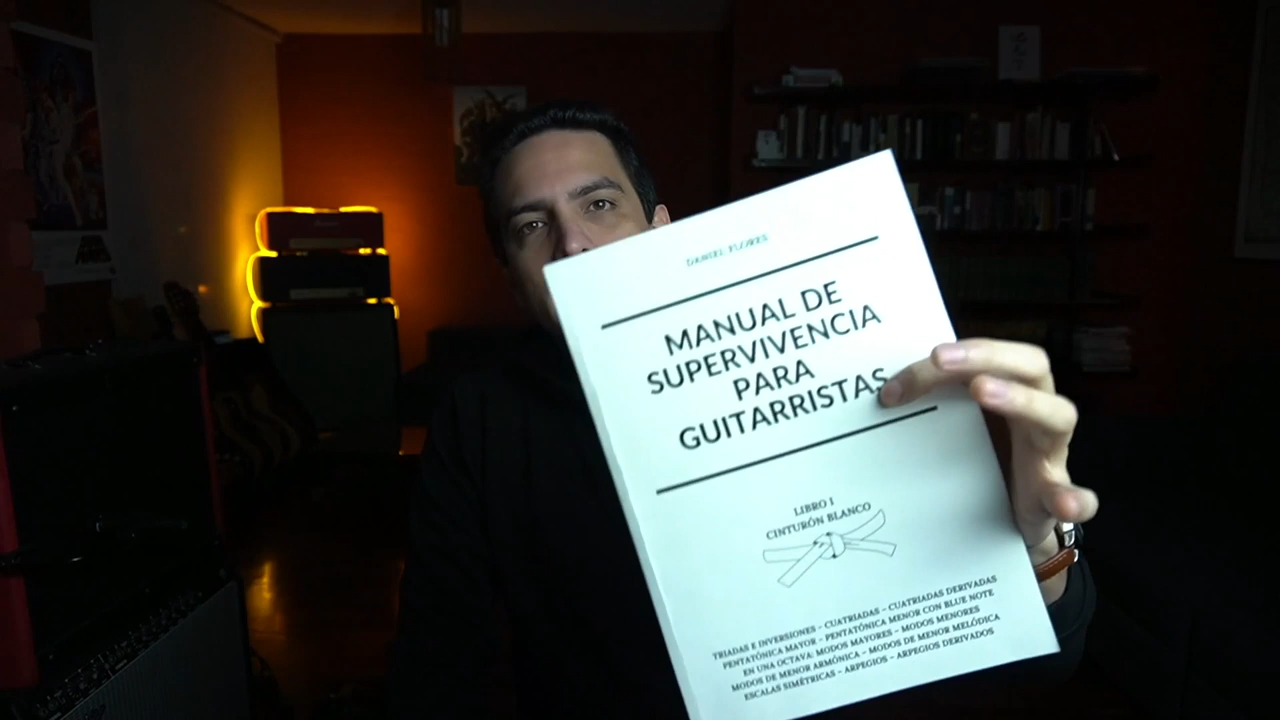 DANIEL FLORES
MANUAL DE
SUPERVIVENCIA
PARA
GUITARRISTAS
LIBRO 1
CINTURÓN BLANCO
TRIADAS E INVERSIONES - CUATRIADAS - CUATRIADAS DERIVADAS
PENTATÓNICA MAYOR - PENTATÓNICA MENOR CON BLUE NOTE
EN UNA OCTAVA: MODOS MAYORES - MODOS MENORES
MODOS DE MENOR ARMÓNICA - MODOS DE MENOR MELÓDICA
ESCALAS SIMÉTRICAS - ARPEGIOS - ARPEGIOS DERIVADOS